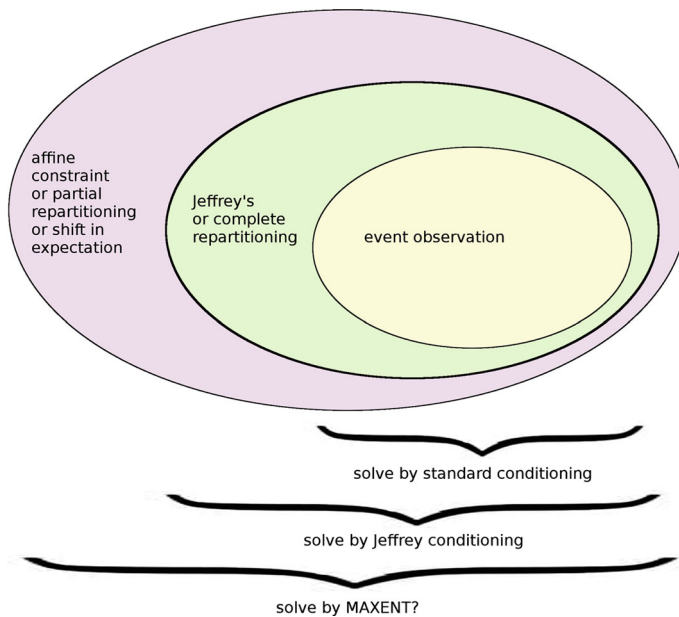 affine
constraint
or partial
repartitioning
or shift in
expectation
Jeffrey's
or complete
repartitioning
event observation
solve by standard conditioning
solve by Jeffrey conditioning
solve by MAXENT?